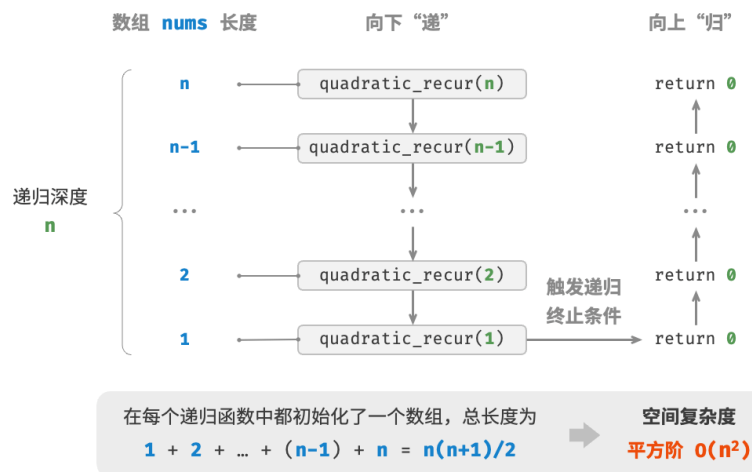 数组 nums 长度 向下“递” 向上“归”
n quadratic_recur(n) return 0
n-1 quadratic_recur(n-1) return 0
递归深度
n
... ... ...
2 quadratic_recur(2) return 0
触发递归
终止条件
1 quadratic_recur(1) return 0
在每个递归函数中都初始化了一个数组，总长度为
1 + 2 + … + (n-1) + n = n(n+1)/2
空间复杂度
平方阶 O(n²)